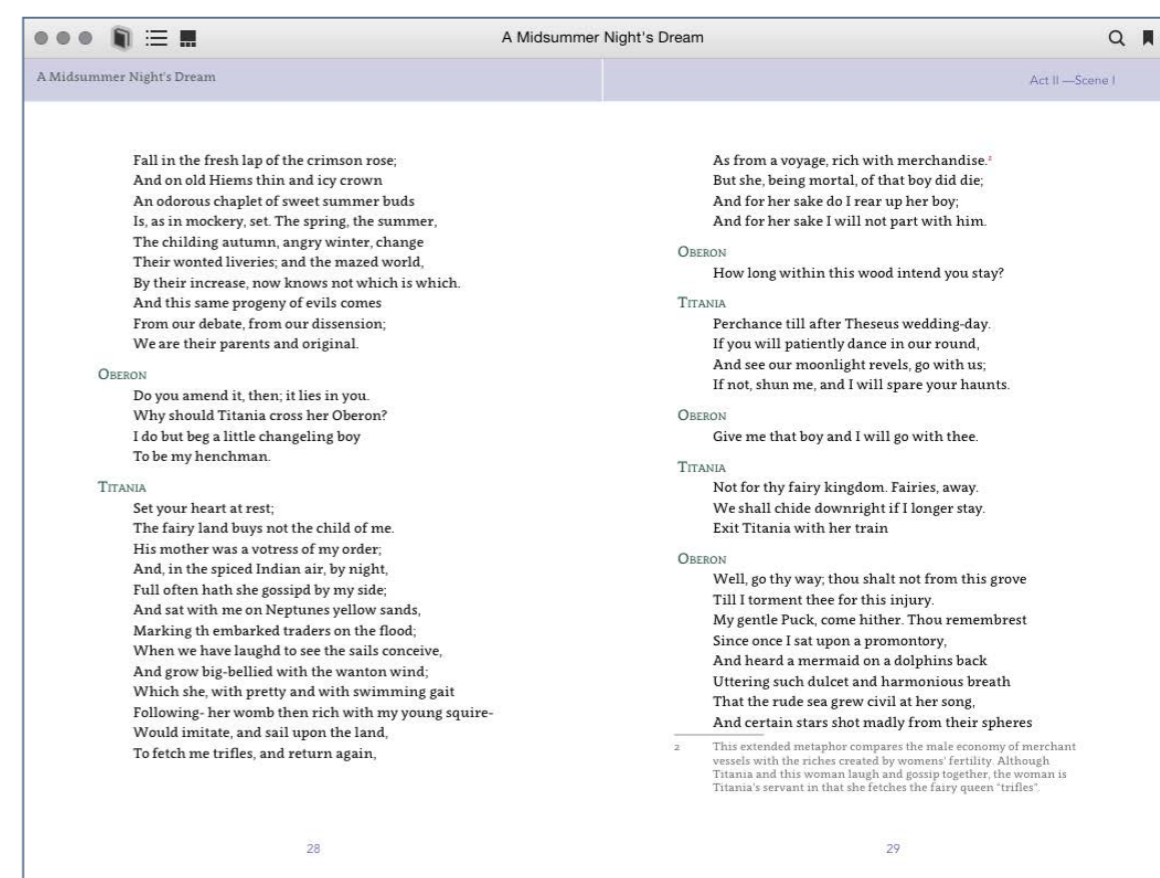 A Midsummer Night's Dream
A Midsummer Night's Dream
Act II —Scene I
Fall in the fresh lap of the crimson rose;
And on old Hiems thin and icy crown
An odorous chaplet of sweet summer buds
Is, as in mockery, set. The spring, the summer,
The childing autumn, angry winter, change
Their wonted liveries; and the mazed world,
By their increase, now knows not which is which.
And this same progeny of evils comes
From our debate, from our dissension;
We are their parents and original.
OBERON
Do you amend it, then; it lies in you.
Why should Titania cross her Oberon?
I do but beg a little changeling boy
To be my henchman.
TITANIA
Set your heart at rest;
The fairy land buys not the child of me.
His mother was a votress of my order;
And, in the spiced Indian air, by night,
Full often hath she gossipd by my side;
And sat with me on Neptunes yellow sands,
Marking th embarked traders on the flood;
When we have laughd to see the sails conceive,
And grow big-bellied with the wanton wind;
Which she, with pretty and with swimming gait
Following- her womb then rich with my young squire-
Would imitate, and sail upon the land,
To fetch me trifles, and return again,
28
As from a voyage, rich with merchandise.²
But she, being mortal, of that boy did die;
And for her sake do I rear up her boy;
And for her sake I will not part with him.
OBERON
How long within this wood intend you stay?
TITANIA
Perchance till after Theseus wedding-day.
If you will patiently dance in our round,
And see our moonlight revels, go with us;
If not, shun me, and I will spare your haunts.
OBERON
Give me that boy and I will go with thee.
TITANIA
Not for thy fairy kingdom. Fairies, away.
We shall chide downright if I longer stay.
Exit Titania with her train
OBERON
Well, go thy way; thou shalt not from this grove
Till I torment thee for this injury.
My gentle Puck, come hither. Thou remembrest
Since once I sat upon a promontory,
And heard a mermaid on a dolphins back
Uttering such dulcet and harmonious breath
That the rude sea grew civil at her song,
And certain stars shot madly from their spheres
2 This extended metaphor compares the male economy of merchant
vessels with the riches created by womens' fertility. Although
Titania and this woman laugh and gossip together, the woman is
Titania's servant in that she fetches the fairy queen "trifles".
29